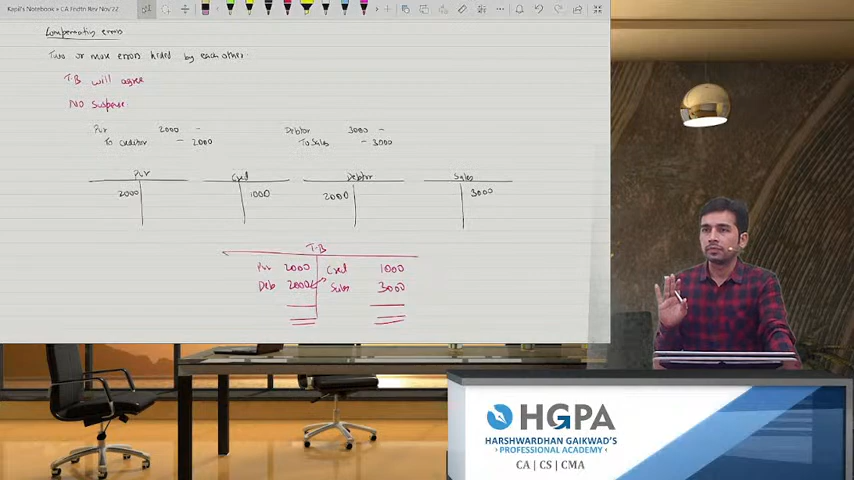 Kapil's Notebook » CA Fndtn Rev Nov'22
Compensating errors
Two or more errors hided by each other.
T.B will agree
No Suspense
Pur 2000 -
To creditor - 2000
Debtor 3000 -
To Sales - 3000
Pur
2000
Cred
1000
Debtor
2000
Sales
3000
T.B
Pur 2000 Cred 1000
Deb 2000 Sales 3000
HGPA
HARSHWARDHAN GAIKWAD'S
• PROFESSIONAL ACADEMY •
CA | CS | CMA